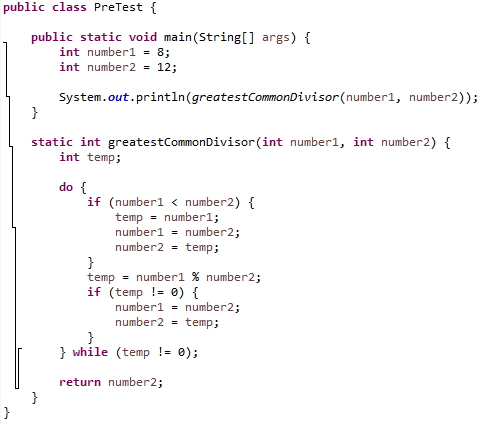 public class PreTest {
public static void main(String[] args) {
int number1 = 8;
int number2 = 12;
System.out.println(greatestCommonDivisor(number1, number2));
}
static int greatestCommonDivisor(int number1, int number2) {
int temp;
do {
if (number1 < number2) {
temp = number1;
number1 = number2;
number2 = temp;
}
temp = number1 % number2;
if (temp != 0) {
number1 = number2;
number2 = temp;
}
} while (temp != 0);
return number2;
}
}